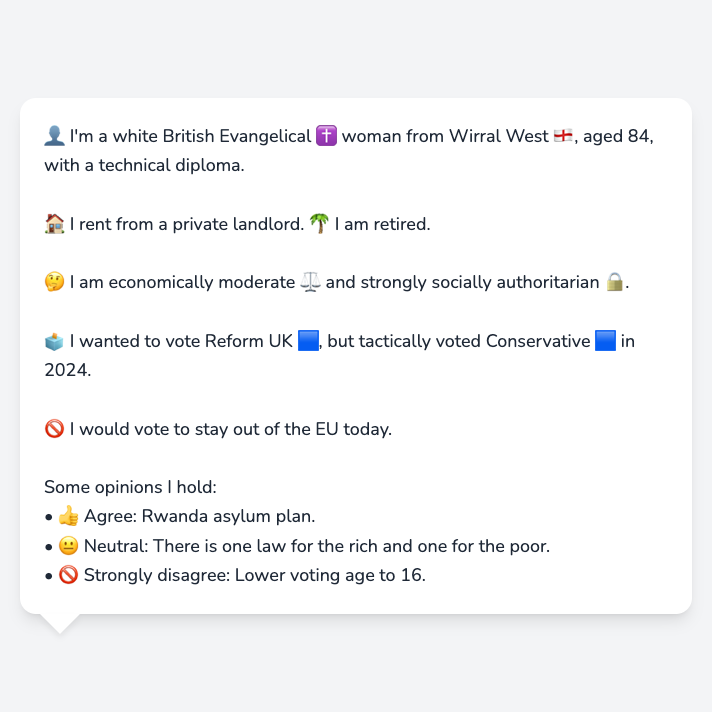 👤 I'm a white British Evangelical ✝️ woman from Wirral West 🏴󠁧󠁢󠁥󠁮󠁧󠁿, aged 84,
with a technical diploma.
🏠 I rent from a private landlord. 🌴 I am retired.
🤔 I am economically moderate ⚖️ and strongly socially authoritarian 🔒.
🗳️ I wanted to vote Reform UK 🟦, but tactically voted Conservative 🟦 in
2024.
🚫 I would vote to stay out of the EU today.
Some opinions I hold:
• 👍 Agree: Rwanda asylum plan.
• 😐 Neutral: There is one law for the rich and one for the poor.
• 🚫 Strongly disagree: Lower voting age to 16.